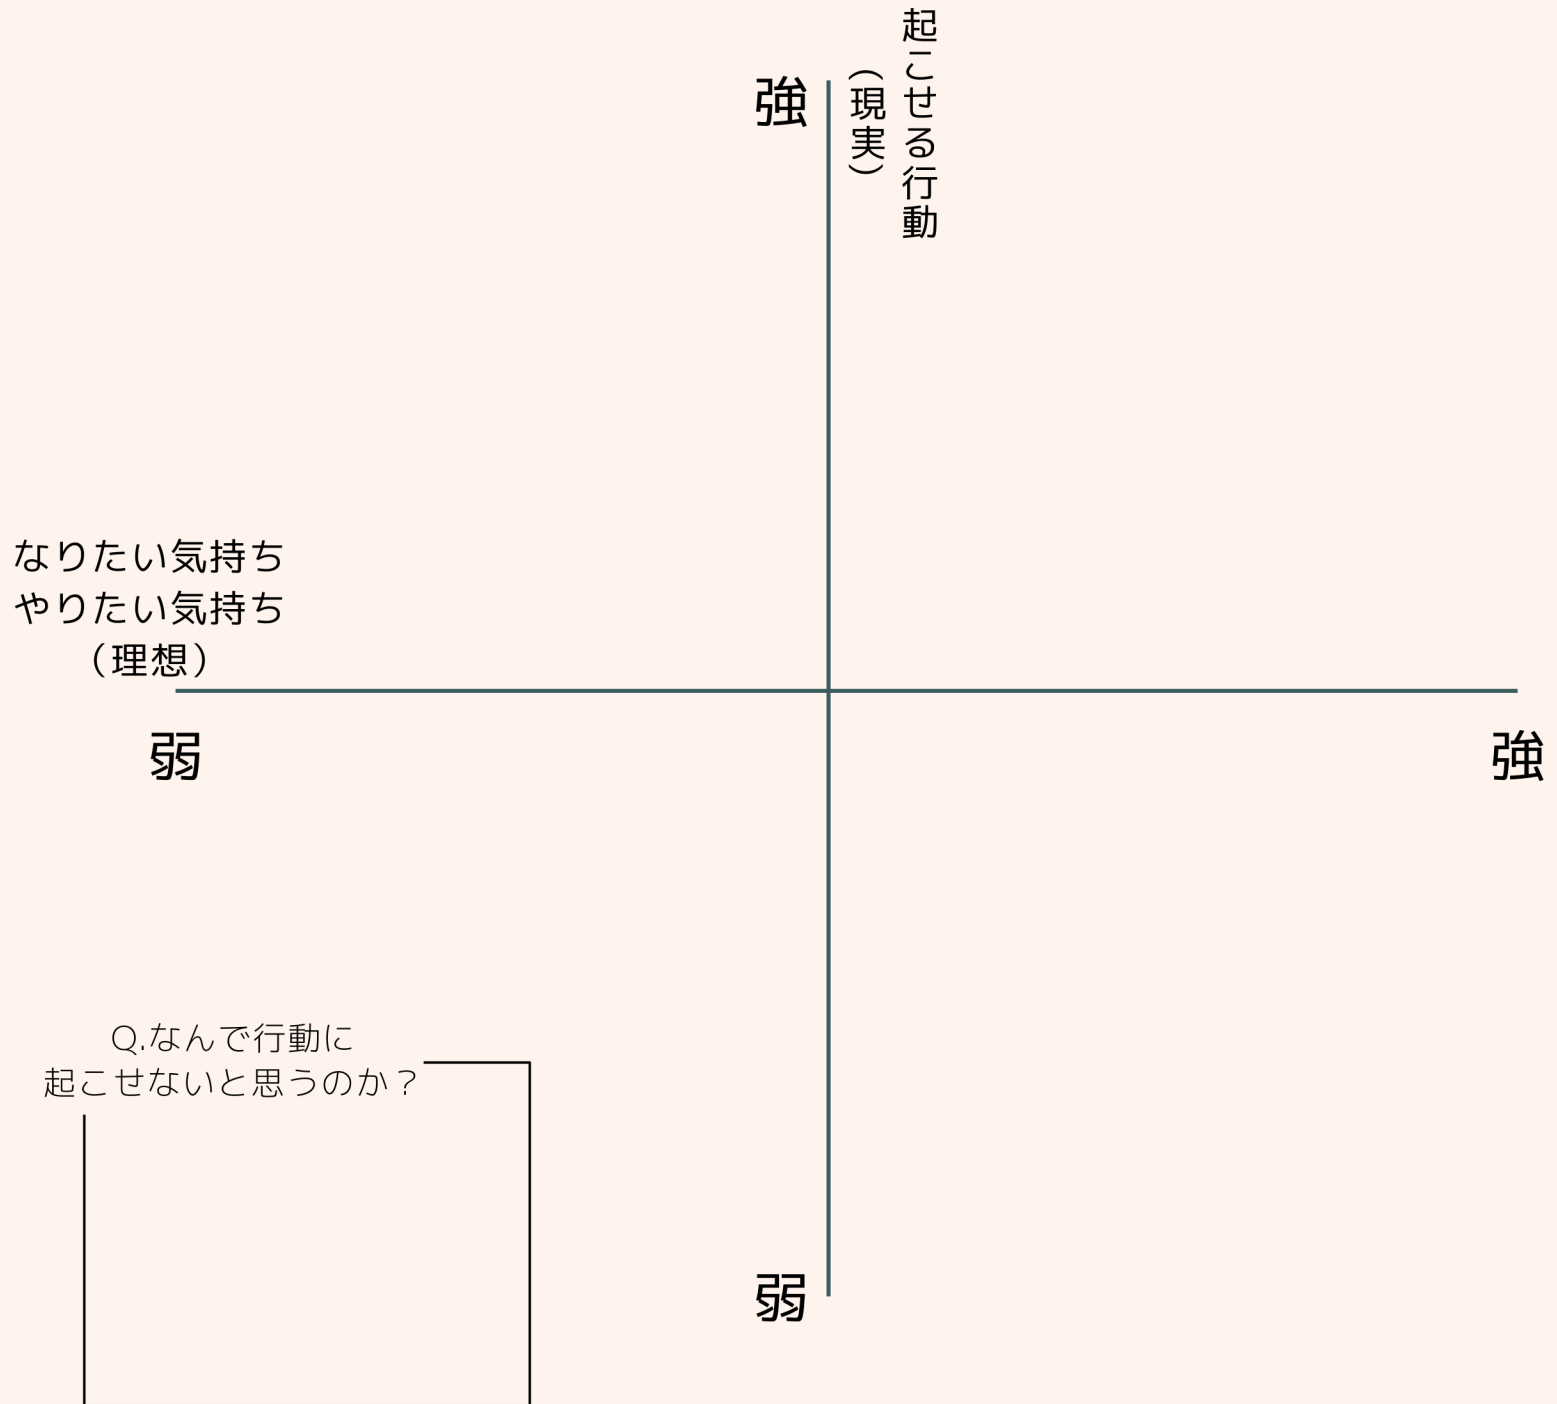 起こせる行動
（現実）
強
なりたい気持ち
やりたい気持ち
（理想）
弱
強
Q.なんで行動に
起こせないと思うのか？
弱